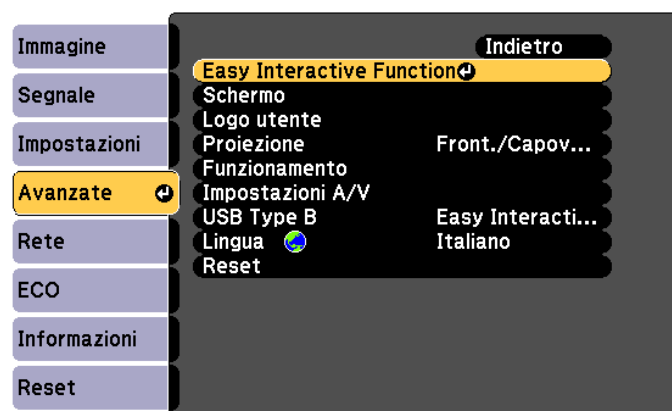 Immagine
Segnale
Impostazioni
Avanzate
Rete
ECO
Informazioni
Reset
Indietro
Easy Interactive Function
Schermo
Logo utente
Proiezione Front./Capov...
Funzionamento
Impostazioni A/V
USB Type B Easy Interacti...
Lingua Italiano
Reset